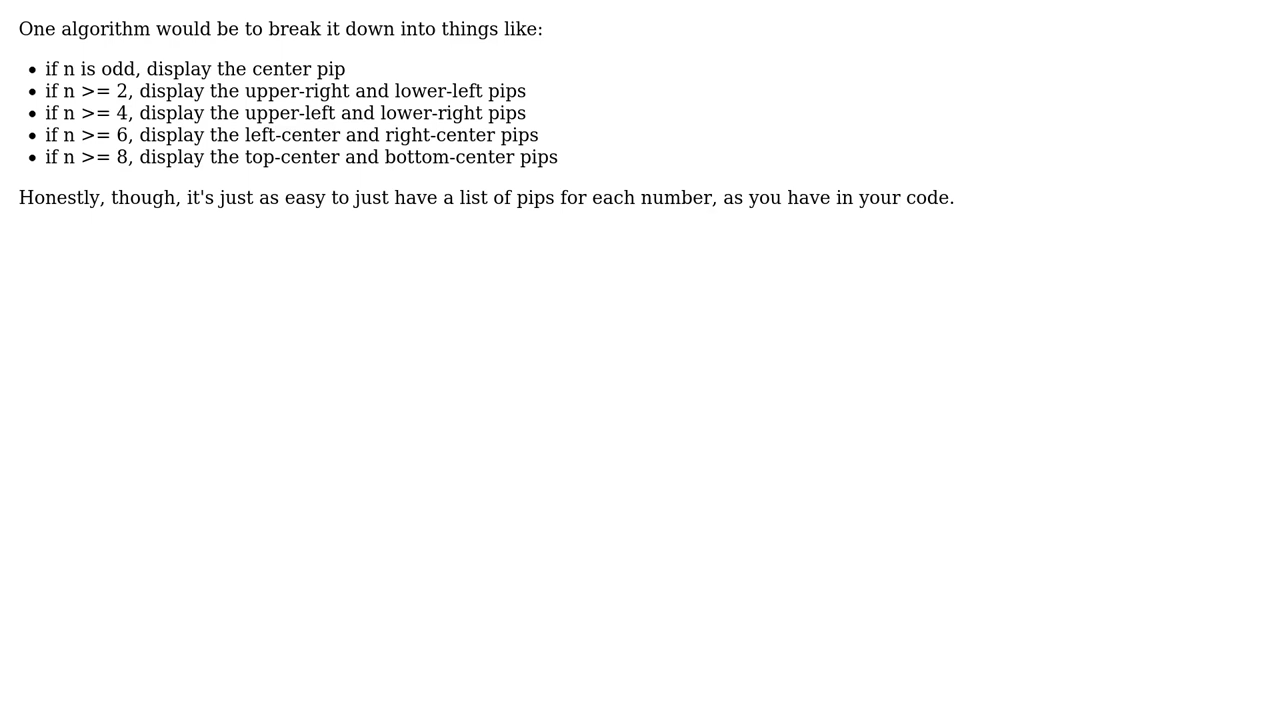 One algorithm would be to break it down into things like:
• if n is odd, display the center pip
• if n >= 2, display the upper-right and lower-left pips
• if n >= 4, display the upper-left and lower-right pips
• if n >= 6, display the left-center and right-center pips
• if n >= 8, display the top-center and bottom-center pips
Honestly, though, it's just as easy to just have a list of pips for each number, as you have in your code.